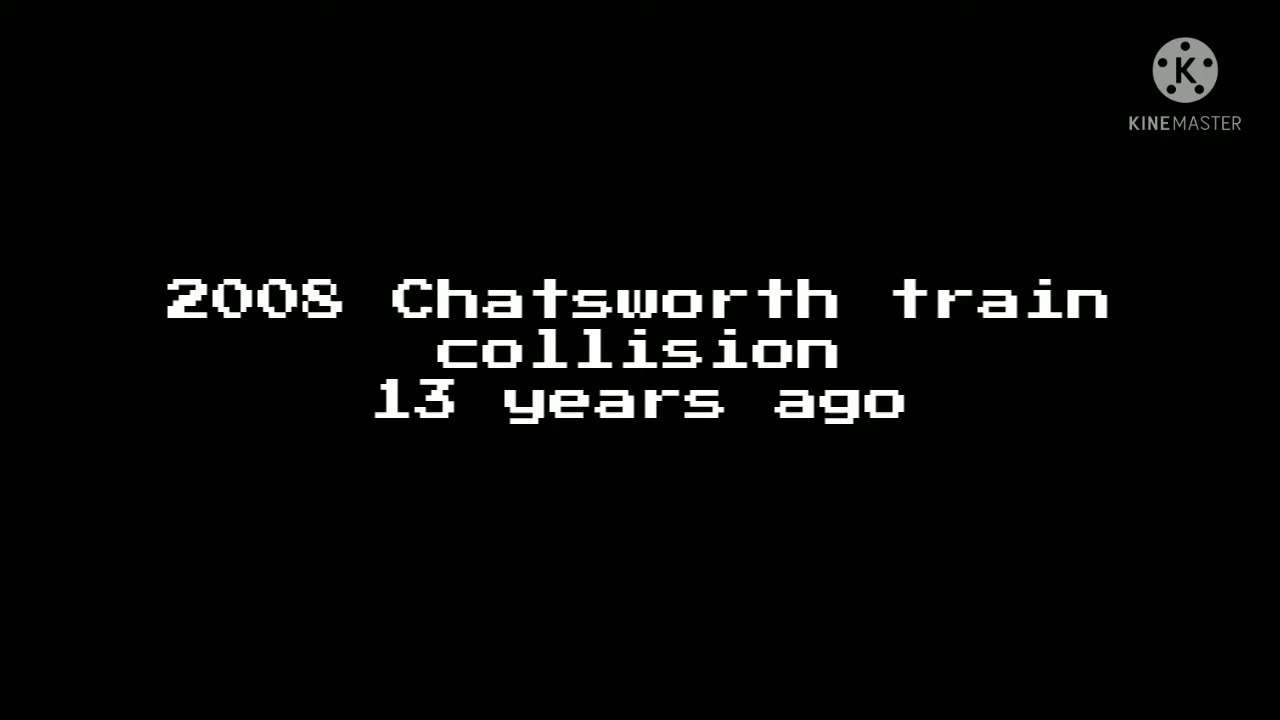 K
KINEMASTER
2008 Chatsworth train
collision
13 years ago